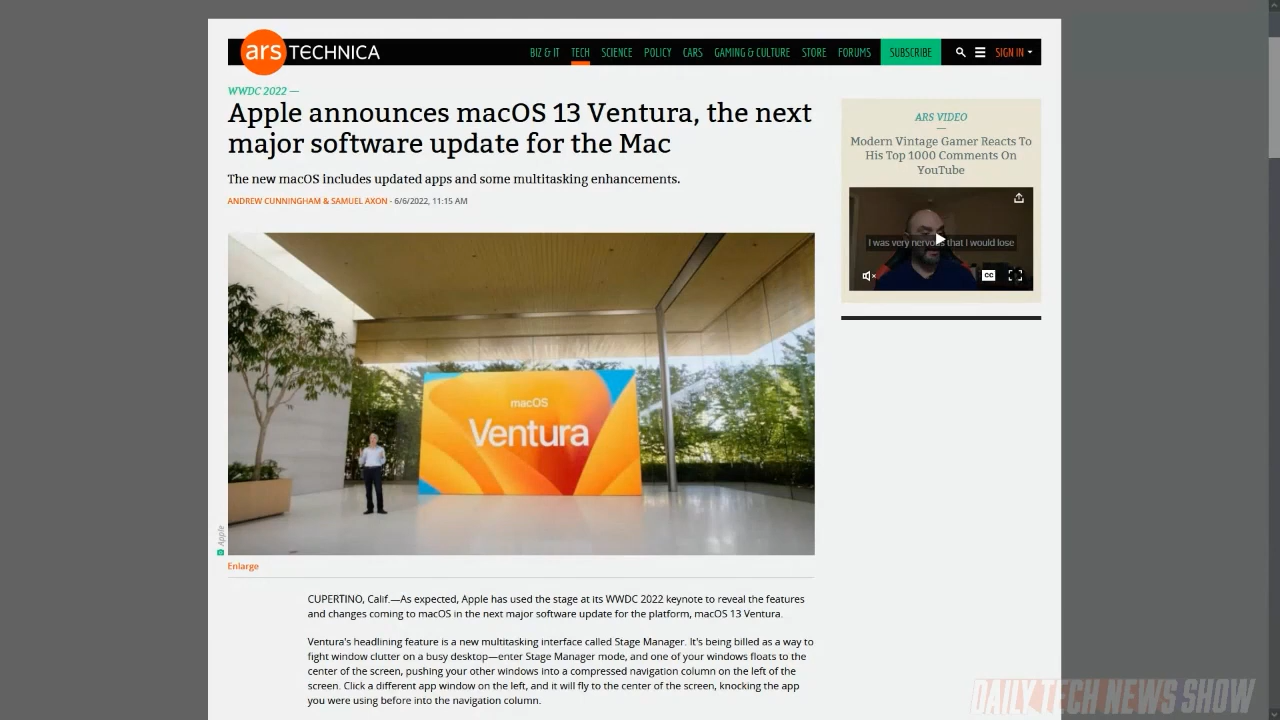 ars TECHNICA
BIZ & IT TECH SCIENCE POLICY CARS GAMING & CULTURE STORE FORUMS SUBSCRIBE SIGN IN
WWDC 2022 —
Apple announces macOS 13 Ventura, the next
major software update for the Mac
The new macOS includes updated apps and some multitasking enhancements.
ANDREW CUNNINGHAM & SAMUEL AXON - 6/6/2022, 11:15 AM
macOS
Ventura
Apple
Enlarge
CUPERTINO, Calif.—As expected, Apple has used the stage at its WWDC 2022 keynote to reveal the features
and changes coming to macOS in the next major software update for the platform, macOS 13 Ventura.
Ventura's headlining feature is a new multitasking interface called Stage Manager. It's being billed as a way to
fight window clutter on a busy desktop—enter Stage Manager mode, and one of your windows floats to the
center of the screen, pushing your other windows into a compressed navigation column on the left of the
screen. Click a different app window on the left, and it will fly to the center of the screen, knocking the app
you were using before into the navigation column.
ARS VIDEO
—
Modern Vintage Gamer Reacts To
His Top 1000 Comments On
YouTube
I was very nervous that I would lose
CC
DAILY TECH NEWS SHOW